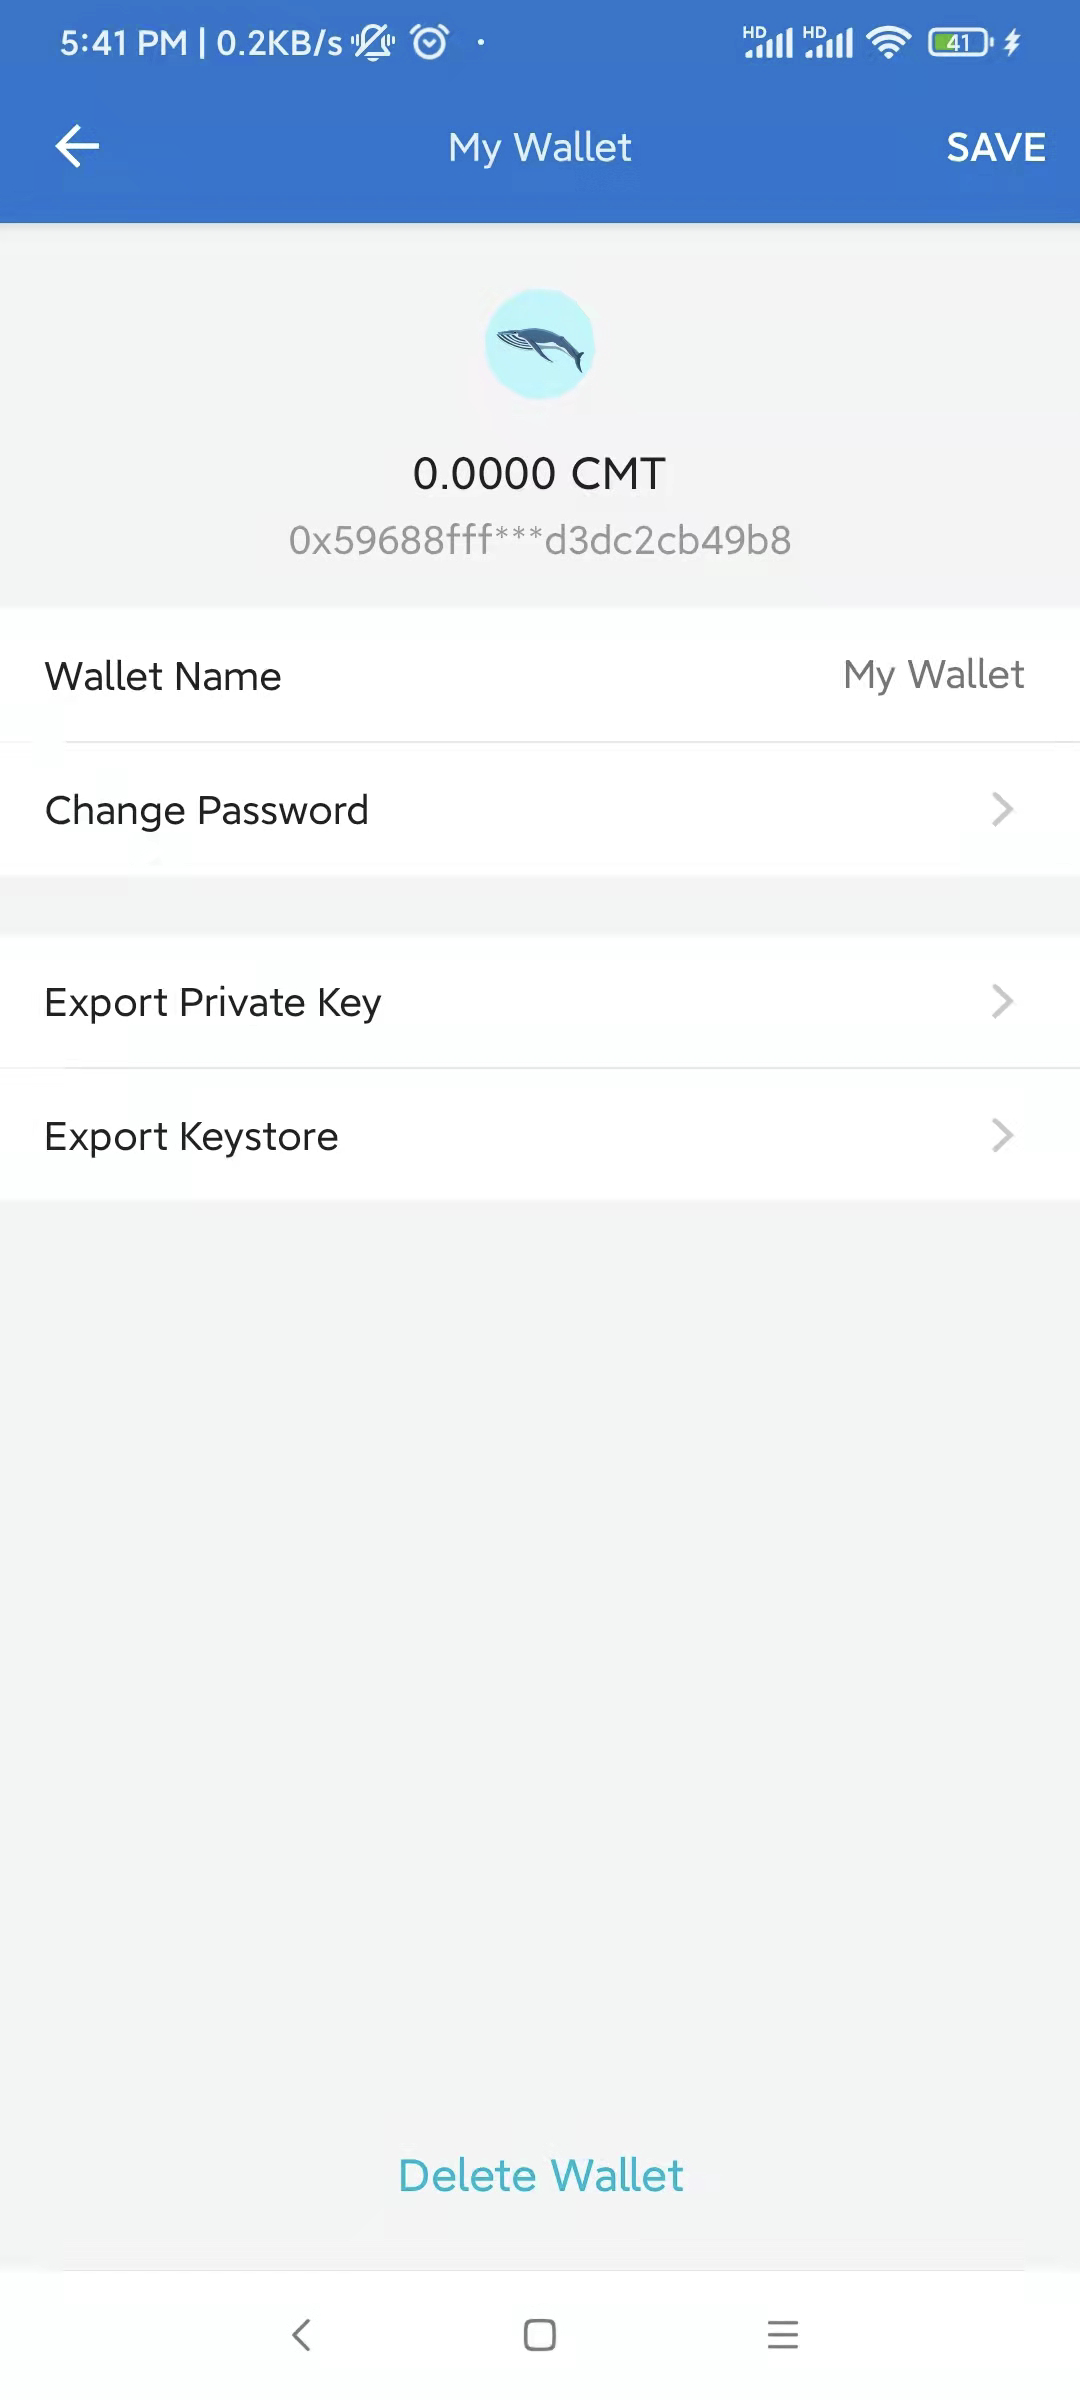 5:41 PM | 0.2KB/s
HD HD 41
My Wallet SAVE
0.0000 CMT
0x59688fff***d3dc2cb49b8
Wallet Name My Wallet
Change Password
Export Private Key
Export Keystore
Delete Wallet